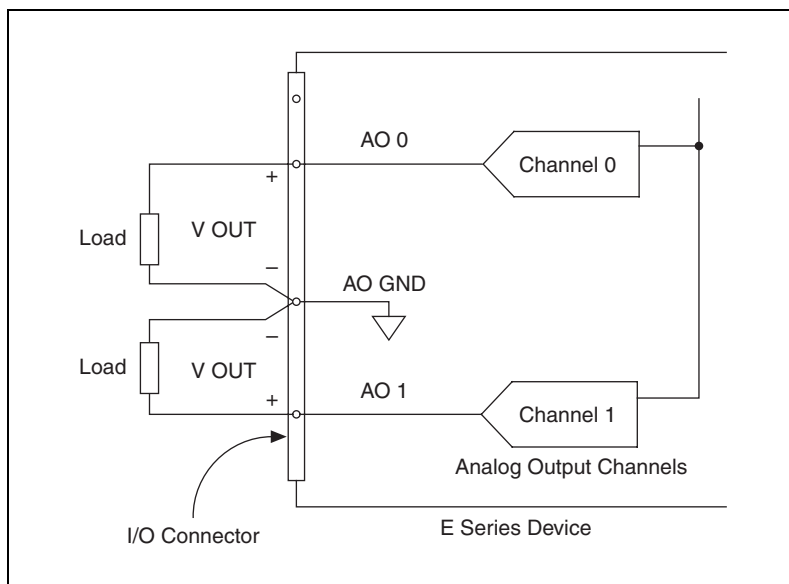 AO 0
Channel 0
+
Load
V OUT
–
AO GND
–
Load
V OUT
+
AO 1
Channel 1
Analog Output Channels
I/O Connector
E Series Device